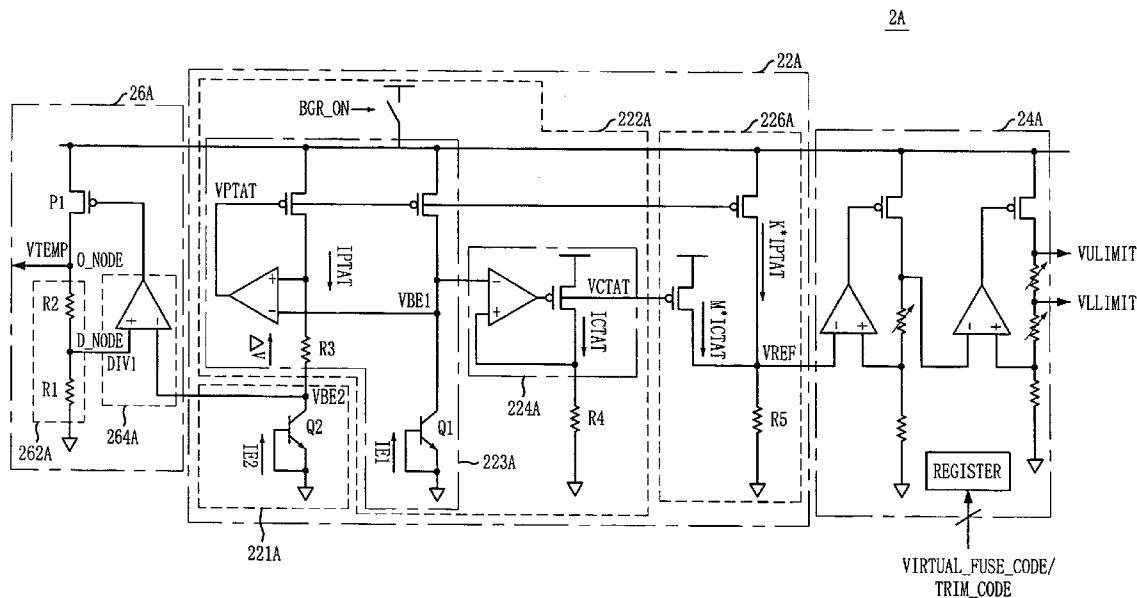 2A
22A
26A
BGR_ON
222A
226A
24A
P1
VPTAT
K*IPTAT
VTEMP
O_NODE
IPTAT
VCTAT
VULIMIT
R2
VBE1
ICTAT
M*ICTAT
VLLIMIT
D_NODE
DIV1
ΔV
R3
VREF
R1
VBE2
224A
R4
R5
262A
264A
Q2
Q1
IE2
IE1
223A
REGISTER
221A
VIRTUAL_FUSE_CODE/
TRIM_CODE
+
-
+
-
-
+
-
+
-
+